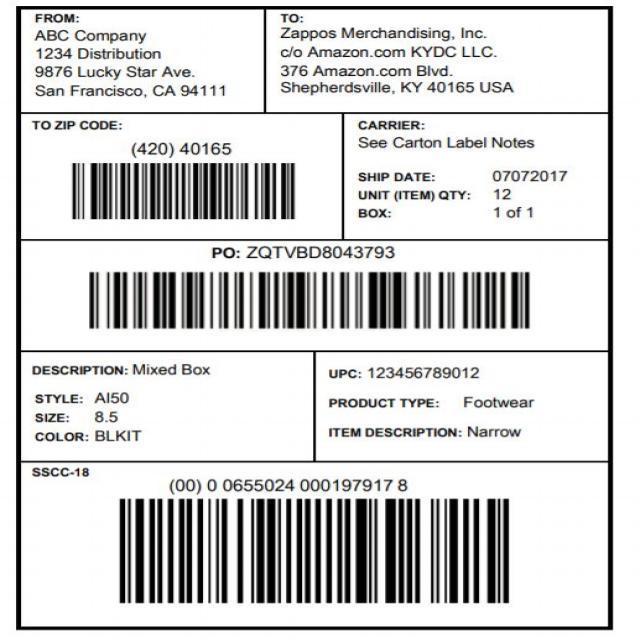 FROM:
ABC Company
1234 Distribution
9876 Lucky Star Ave.
San Francisco, CA 94111
TO:
Zappos Merchandising, Inc.
c/o Amazon.com KYDC LLC.
376 Amazon.com Blvd.
Shepherdsville, KY 40165 USA
TO ZIP CODE:
(420) 40165
CARRIER:
See Carton Label Notes
SHIP DATE: 07072017
UNIT (ITEM) QTY: 12
BOX: 1 of 1
PO: ZQTVBD8043793
DESCRIPTION: Mixed Box
STYLE: AI50
SIZE: 8.5
COLOR: BLKIT
UPC: 123456789012
PRODUCT TYPE: Footwear
ITEM DESCRIPTION: Narrow
SSCC-18
(00) 0 0655024 000197917 8